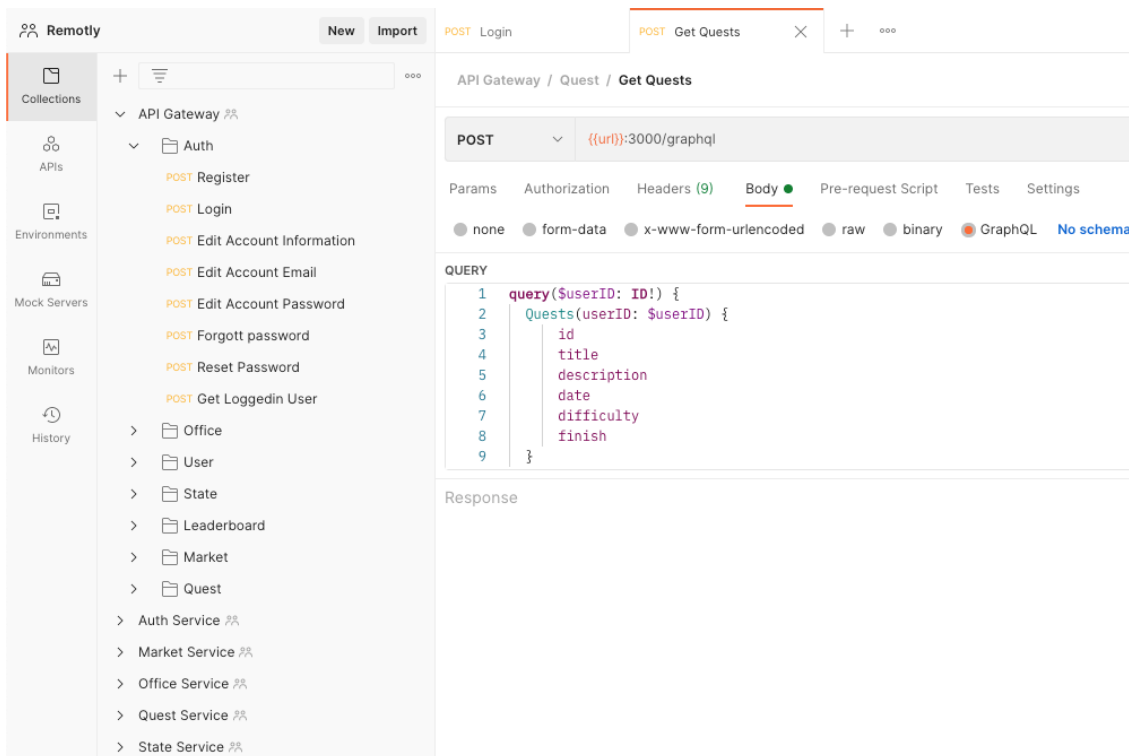 Remotly
New
Import
Collections
APIs
Environments
Mock Servers
Monitors
History
API Gateway
Auth
POST Register
POST Login
POST Edit Account Information
POST Edit Account Email
POST Edit Account Password
POST Forgott password
POST Reset Password
POST Get Loggedin User
Office
User
State
Leaderboard
Market
Quest
Auth Service
Market Service
Office Service
Quest Service
State Service
POST Login
POST Get Quests
API Gateway / Quest / Get Quests
POST
{{url}}:3000/graphql
Params Authorization Headers (9) Body Pre-request Script Tests Settings
none form-data x-www-form-urlencoded raw binary GraphQL No schema
QUERY
1 query($userID: ID!) {
2 Quests(userID: $userID) {
3 id
4 title
5 description
6 date
7 difficulty
8 finish
9 }
Response